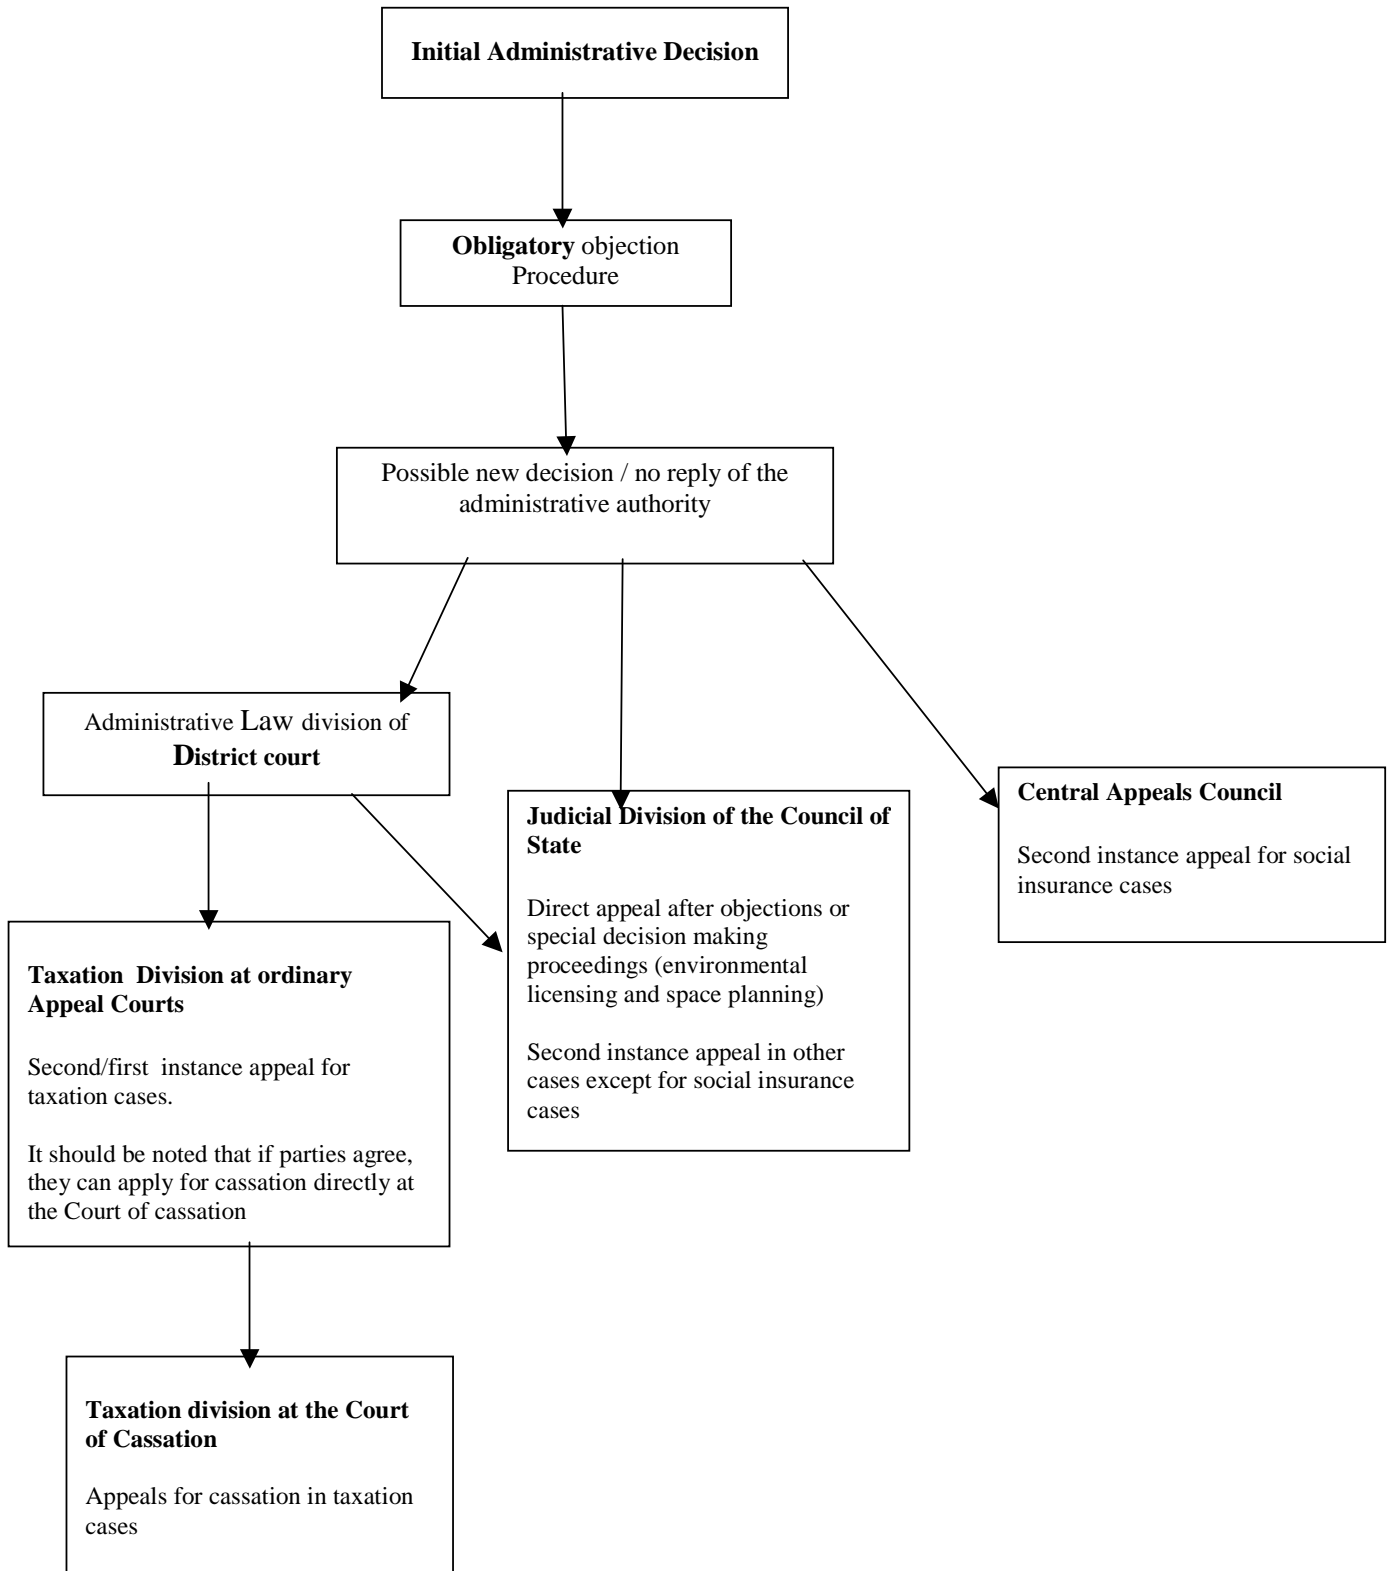 Initial Administrative Decision
Obligatory objection
Procedure
Possible new decision / no reply of the
administrative authority
Administrative Law division of
District court
Central Appeals Council
Second instance appeal for social
insurance cases
Judicial Division of the Council of
State
Direct appeal after objections or
special decision making
proceedings (environmental
licensing and space planning)
Second instance appeal in other
cases except for social insurance
cases
Taxation Division at ordinary
Appeal Courts
Second/first instance appeal for
taxation cases.
It should be noted that if parties agree,
they can apply for cassation directly at
the Court of cassation
Taxation division at the Court
of Cassation
Appeals for cassation in taxation
cases